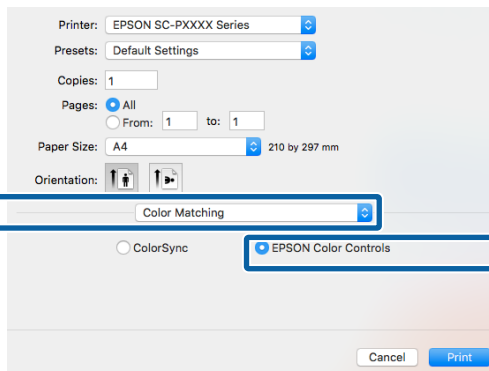 Printer: EPSON SC-PXXXX Series
Presets: Default Settings
Copies: 1
Pages: All
From: 1 to: 1
Paper Size: A4 210 by 297 mm
Orientation:
Color Matching
ColorSync EPSON Color Controls
Cancel Print